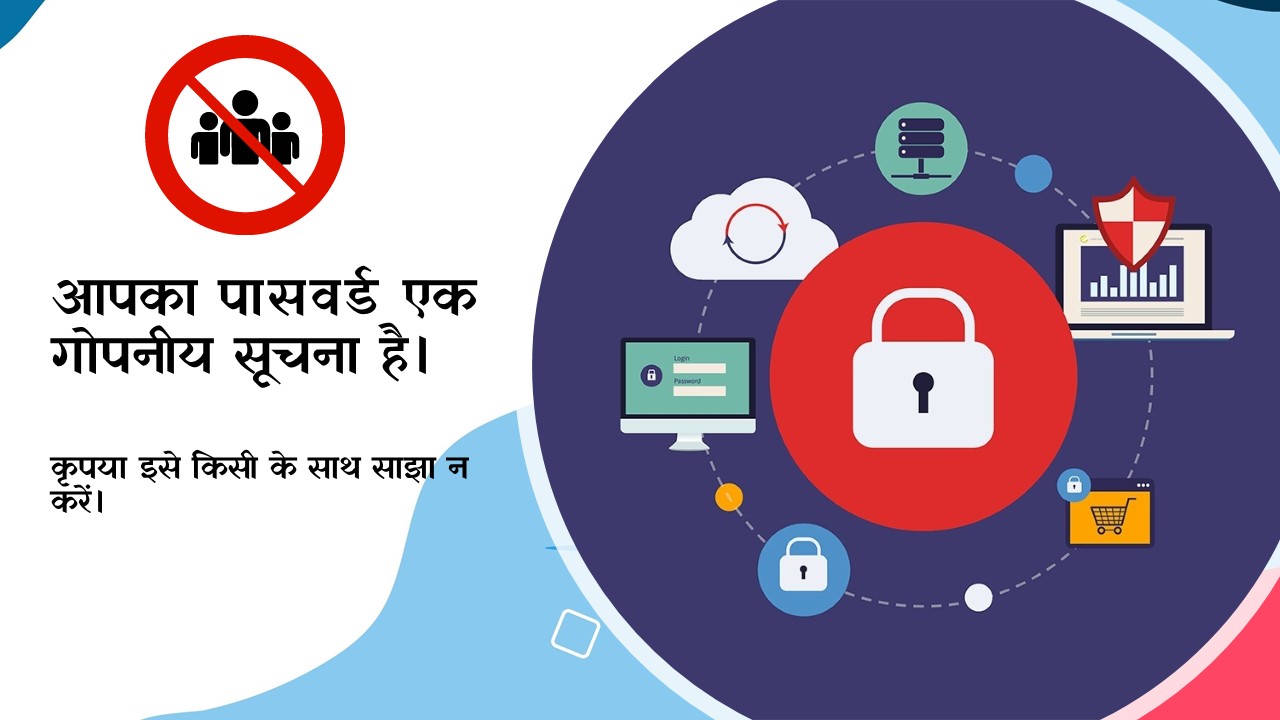 आपका पासवर्ड एक
गोपनीय सूचना है।
कृपया इसे किसी के साथ साझा न
करें।
Login
Password